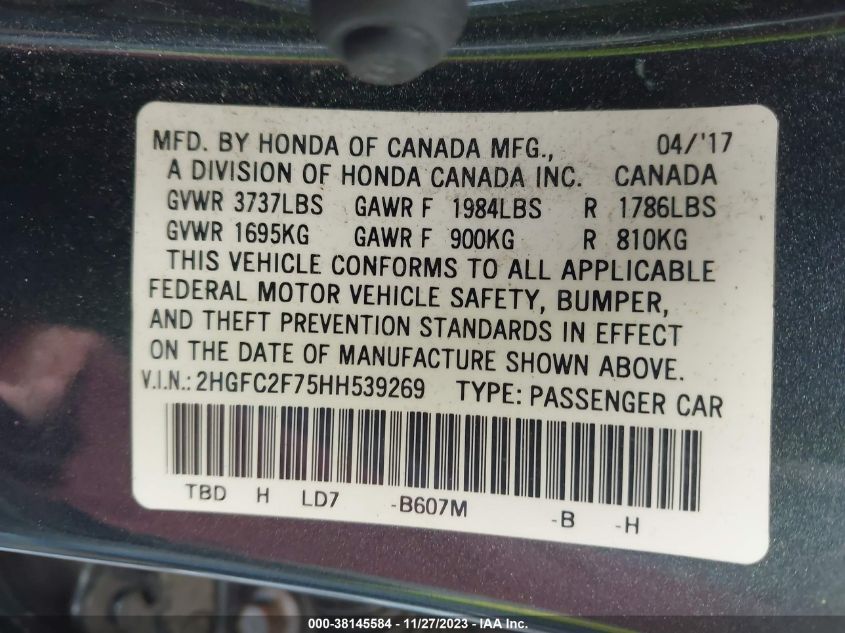 MFD. BY HONDA OF CANADA MFG., 04/'17
A DIVISION OF HONDA CANADA INC. CANADA
GVWR 3737LBS GAWR F 1984LBS R 1786LBS
GVWR 1695KG GAWR F 900KG R 810KG
THIS VEHICLE CONFORMS TO ALL APPLICABLE
FEDERAL MOTOR VEHICLE SAFETY, BUMPER,
AND THEFT PREVENTION STANDARDS IN EFFECT
ON THE DATE OF MANUFACTURE SHOWN ABOVE.
V.I.N.: 2HGFC2F75HH539269 TYPE: PASSENGER CAR
TBD H LD7 -B607M -B -H
000-38145584 - 11/27/2023 - IAA Inc.